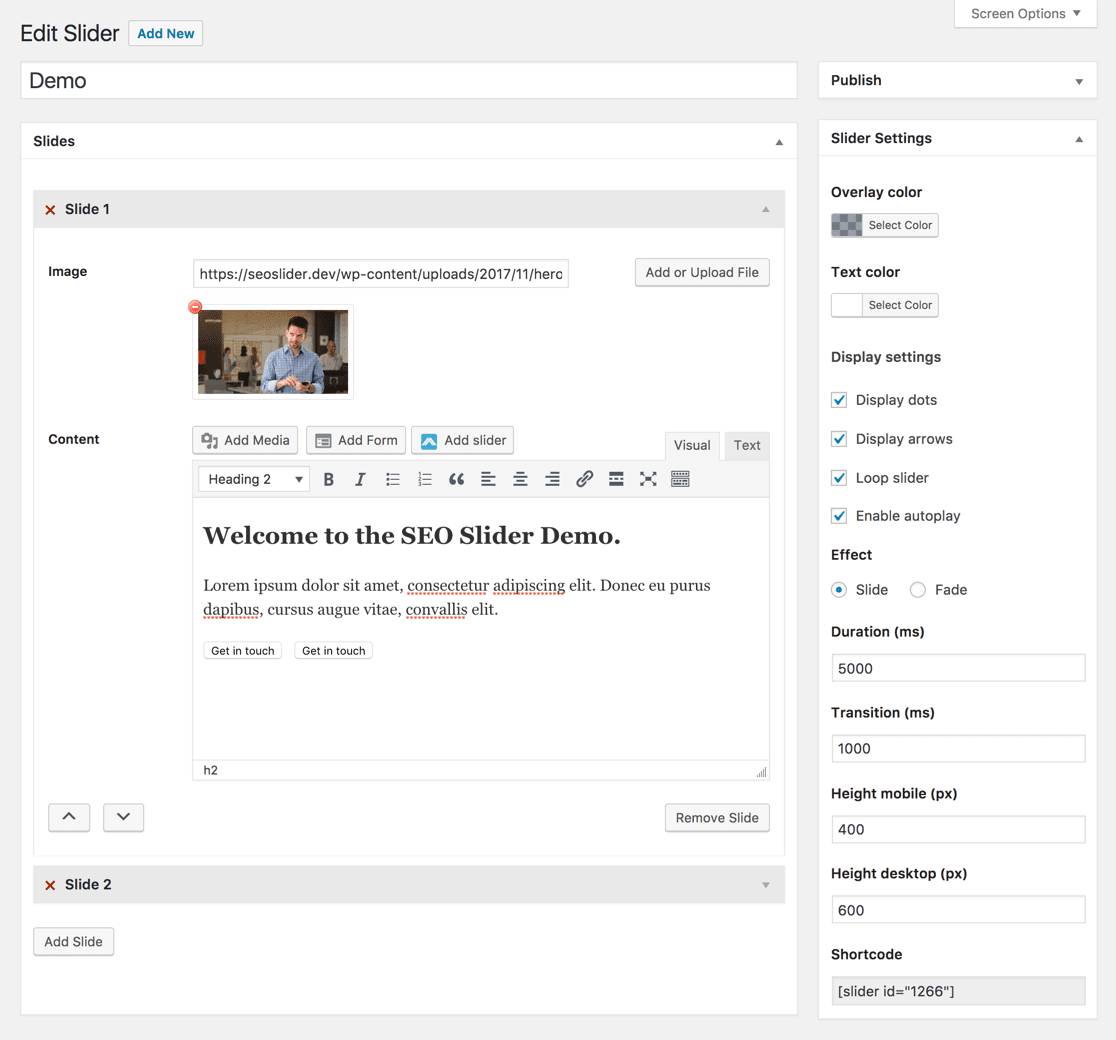 Screen Options
Edit Slider Add New
Demo
Slides
Slide 1
Image https://seoslider.dev/wp-content/uploads/2017/11/hero Add or Upload File
Content Add Media Add Form Add slider Visual Text
Heading 2 B I
Welcome to the SEO Slider Demo.
Lorem ipsum dolor sit amet, consectetur adipiscing elit. Donec eu purus
dapibus, cursus augue vitae, convallis elit.
Get in touch Get in touch
h2
Remove Slide
Slide 2
Add Slide
Publish
Slider Settings
Overlay color
Select Color
Text color
Select Color
Display settings
Display dots
Display arrows
Loop slider
Enable autoplay
Effect
Slide Fade
Duration (ms)
5000
Transition (ms)
1000
Height mobile (px)
400
Height desktop (px)
600
Shortcode
[slider id="1266"]